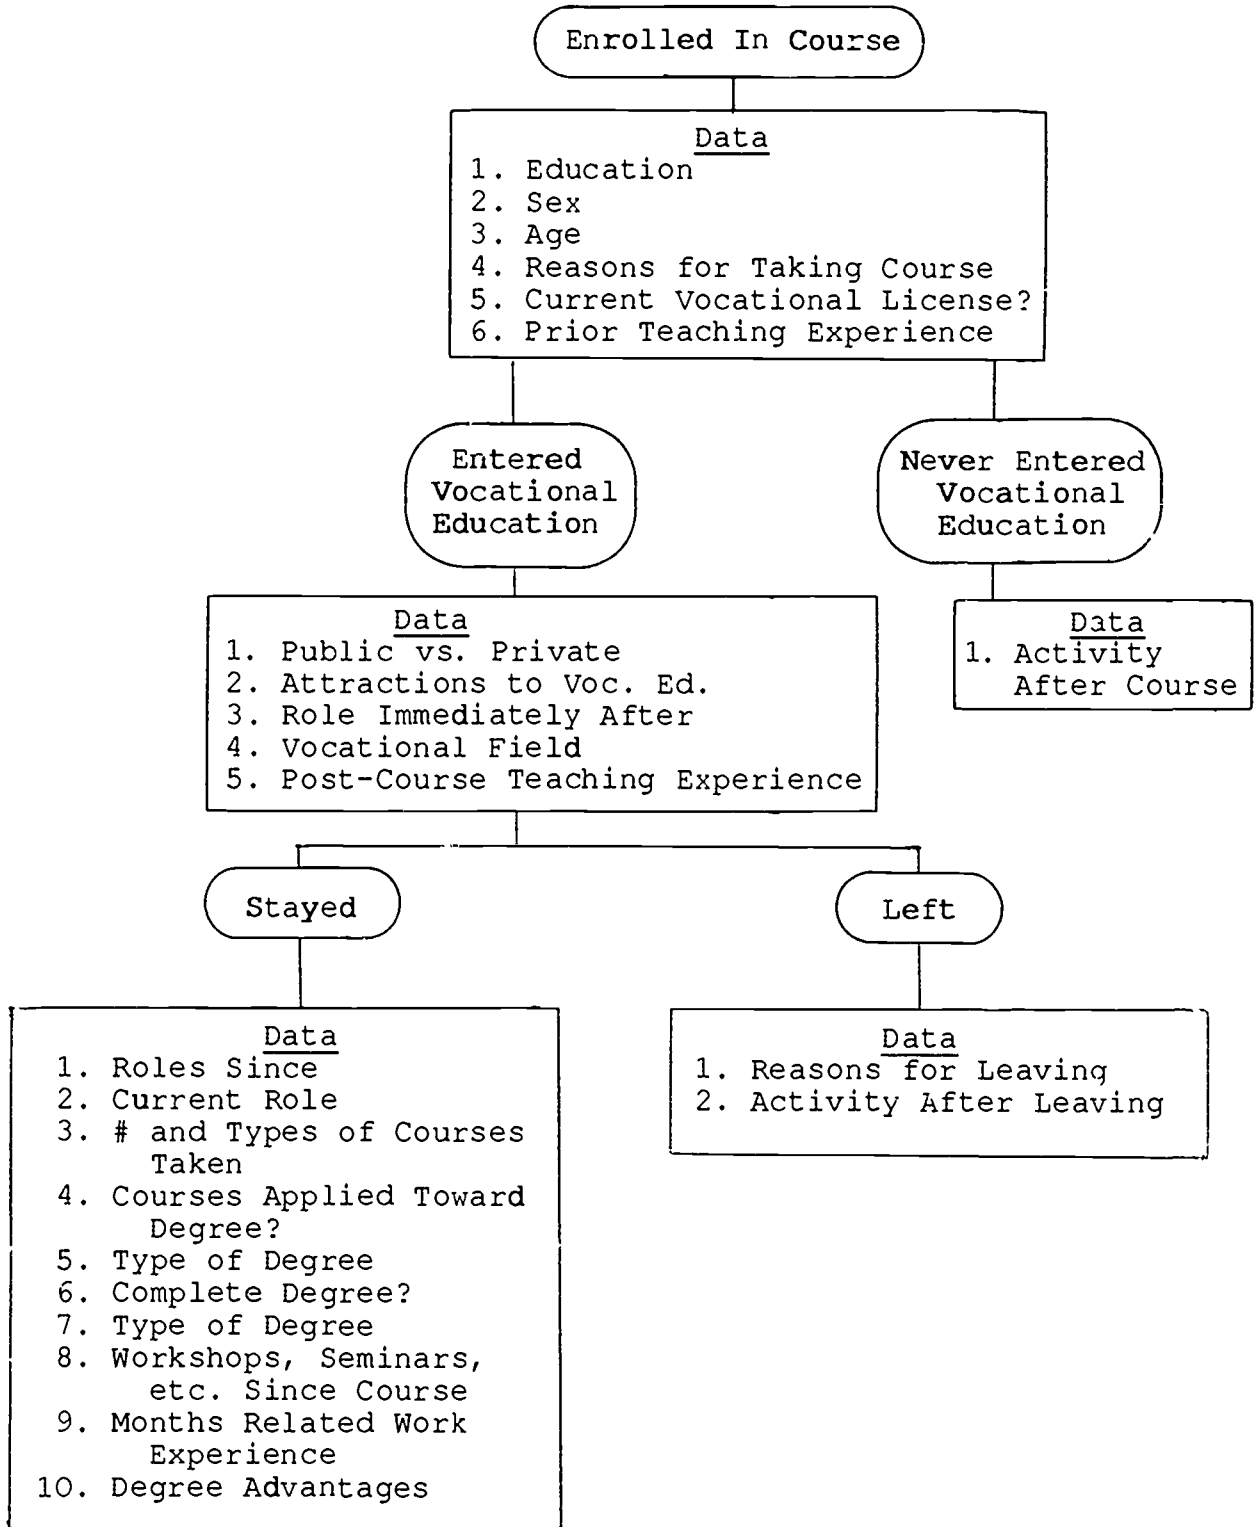 Enrolled In Course
Data
1. Education
2. Sex
3. Age
4. Reasons for Taking Course
5. Current Vocational License?
6. Prior Teaching Experience
Entered
Vocational
Education
Never Entered
Vocational
Education
Data
1. Public vs. Private
2. Attractions to Voc. Ed.
3. Role Immediately After
4. Vocational Field
5. Post-Course Teaching Experience
Data
1. Activity
After Course
Stayed
Left
Data
1. Roles Since
2. Current Role
3. # and Types of Courses
Taken
4. Courses Applied Toward
Degree?
5. Type of Degree
6. Complete Degree?
7. Type of Degree
8. Workshops, Seminars,
etc. Since Course
9. Months Related Work
Experience
10. Degree Advantages
Data
1. Reasons for Leaving
2. Activity After Leaving